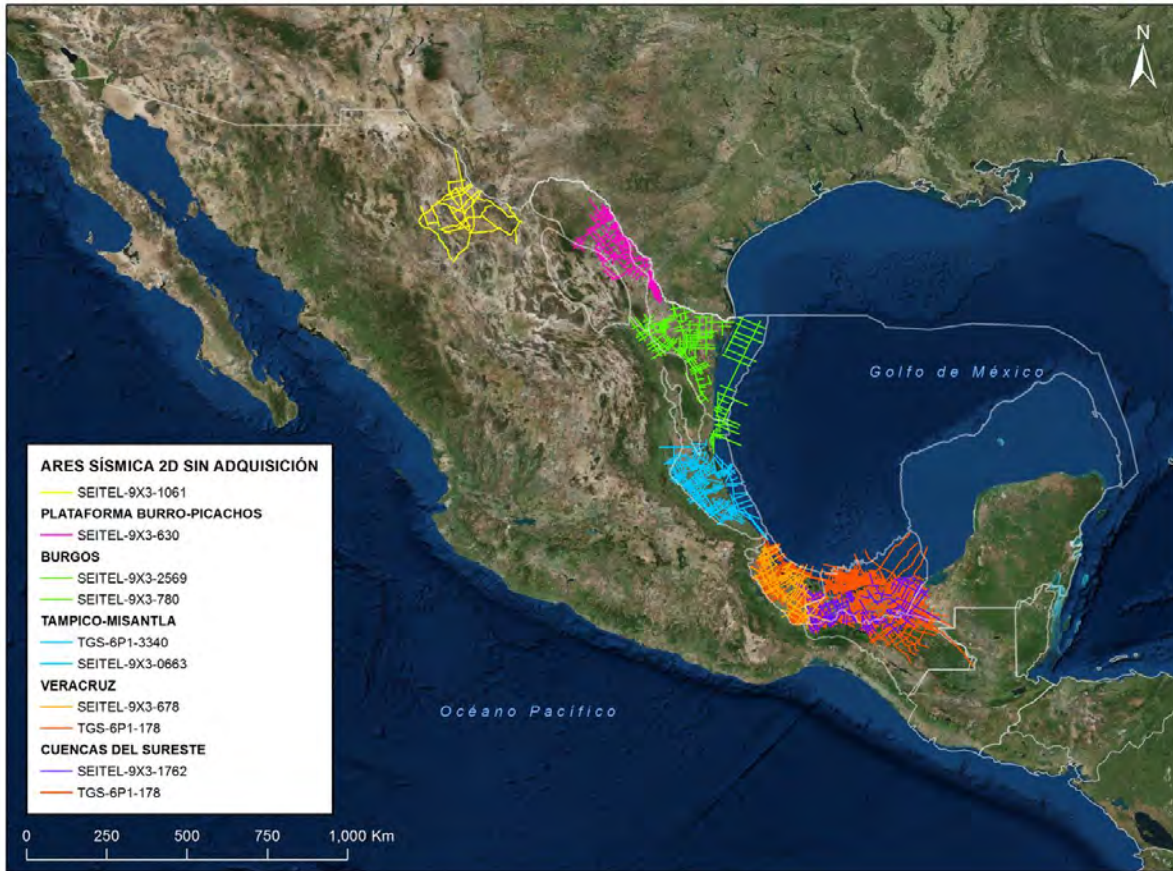 N
Golfo de México
ARES SÍSMICA 2D SIN ADQUISICIÓN
SEITEL-9X3-1061
PLATAFORMA BURRO-PICACHOS
SEITEL-9X3-630
BURGOS
SEITEL-9X3-2569
SEITEL-9X3-780
TAMPICO-MISANTLA
TGS-6P1-3340
SEITEL-9X3-0663
VERACRUZ
SEITEL-9X3-678
TGS-6P1-178
CUENCAS DEL SURESTE
SEITEL-9X3-1762
TGS-6P1-178
Océano Pacífico
0 250 500 750 1,000 Km